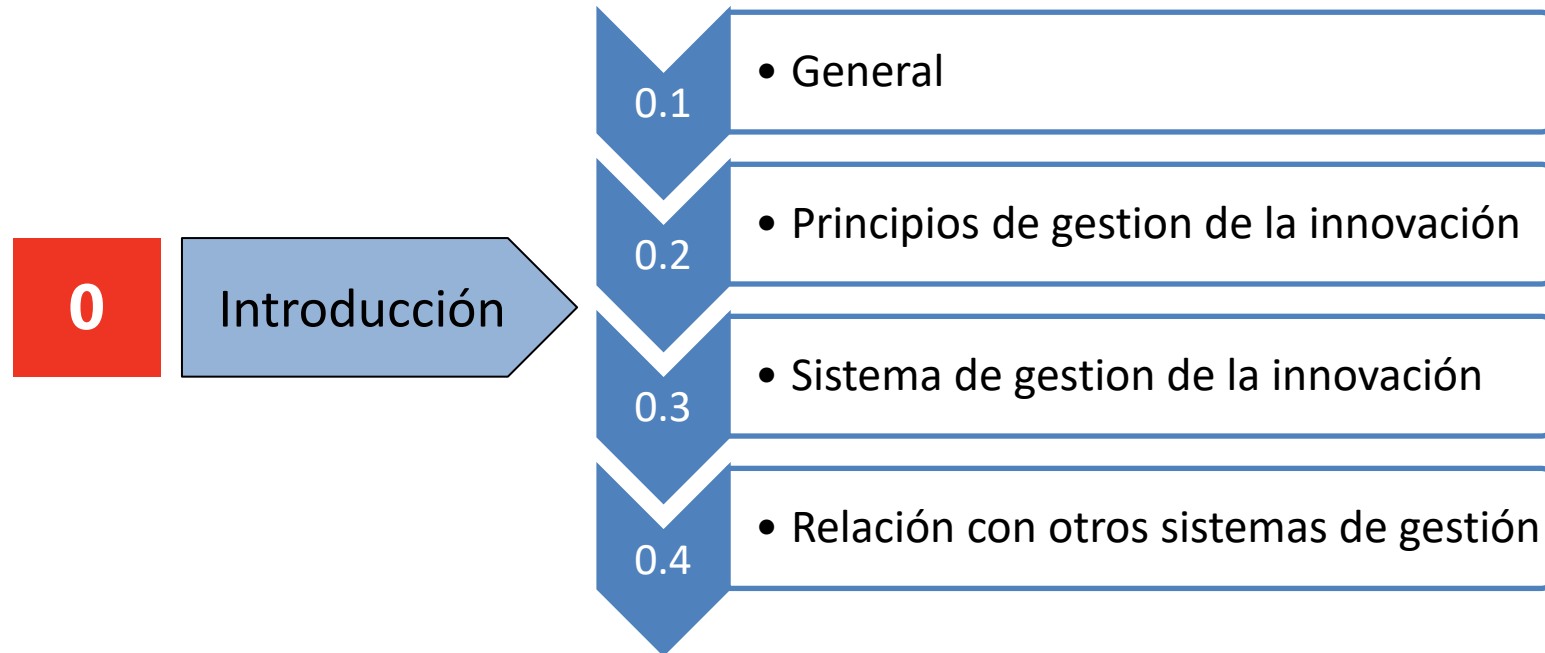 0
Introducción
0.1
• General
0.2
• Principios de gestion de la innovación
0.3
• Sistema de gestion de la innovación
0.4
• Relación con otros sistemas de gestión